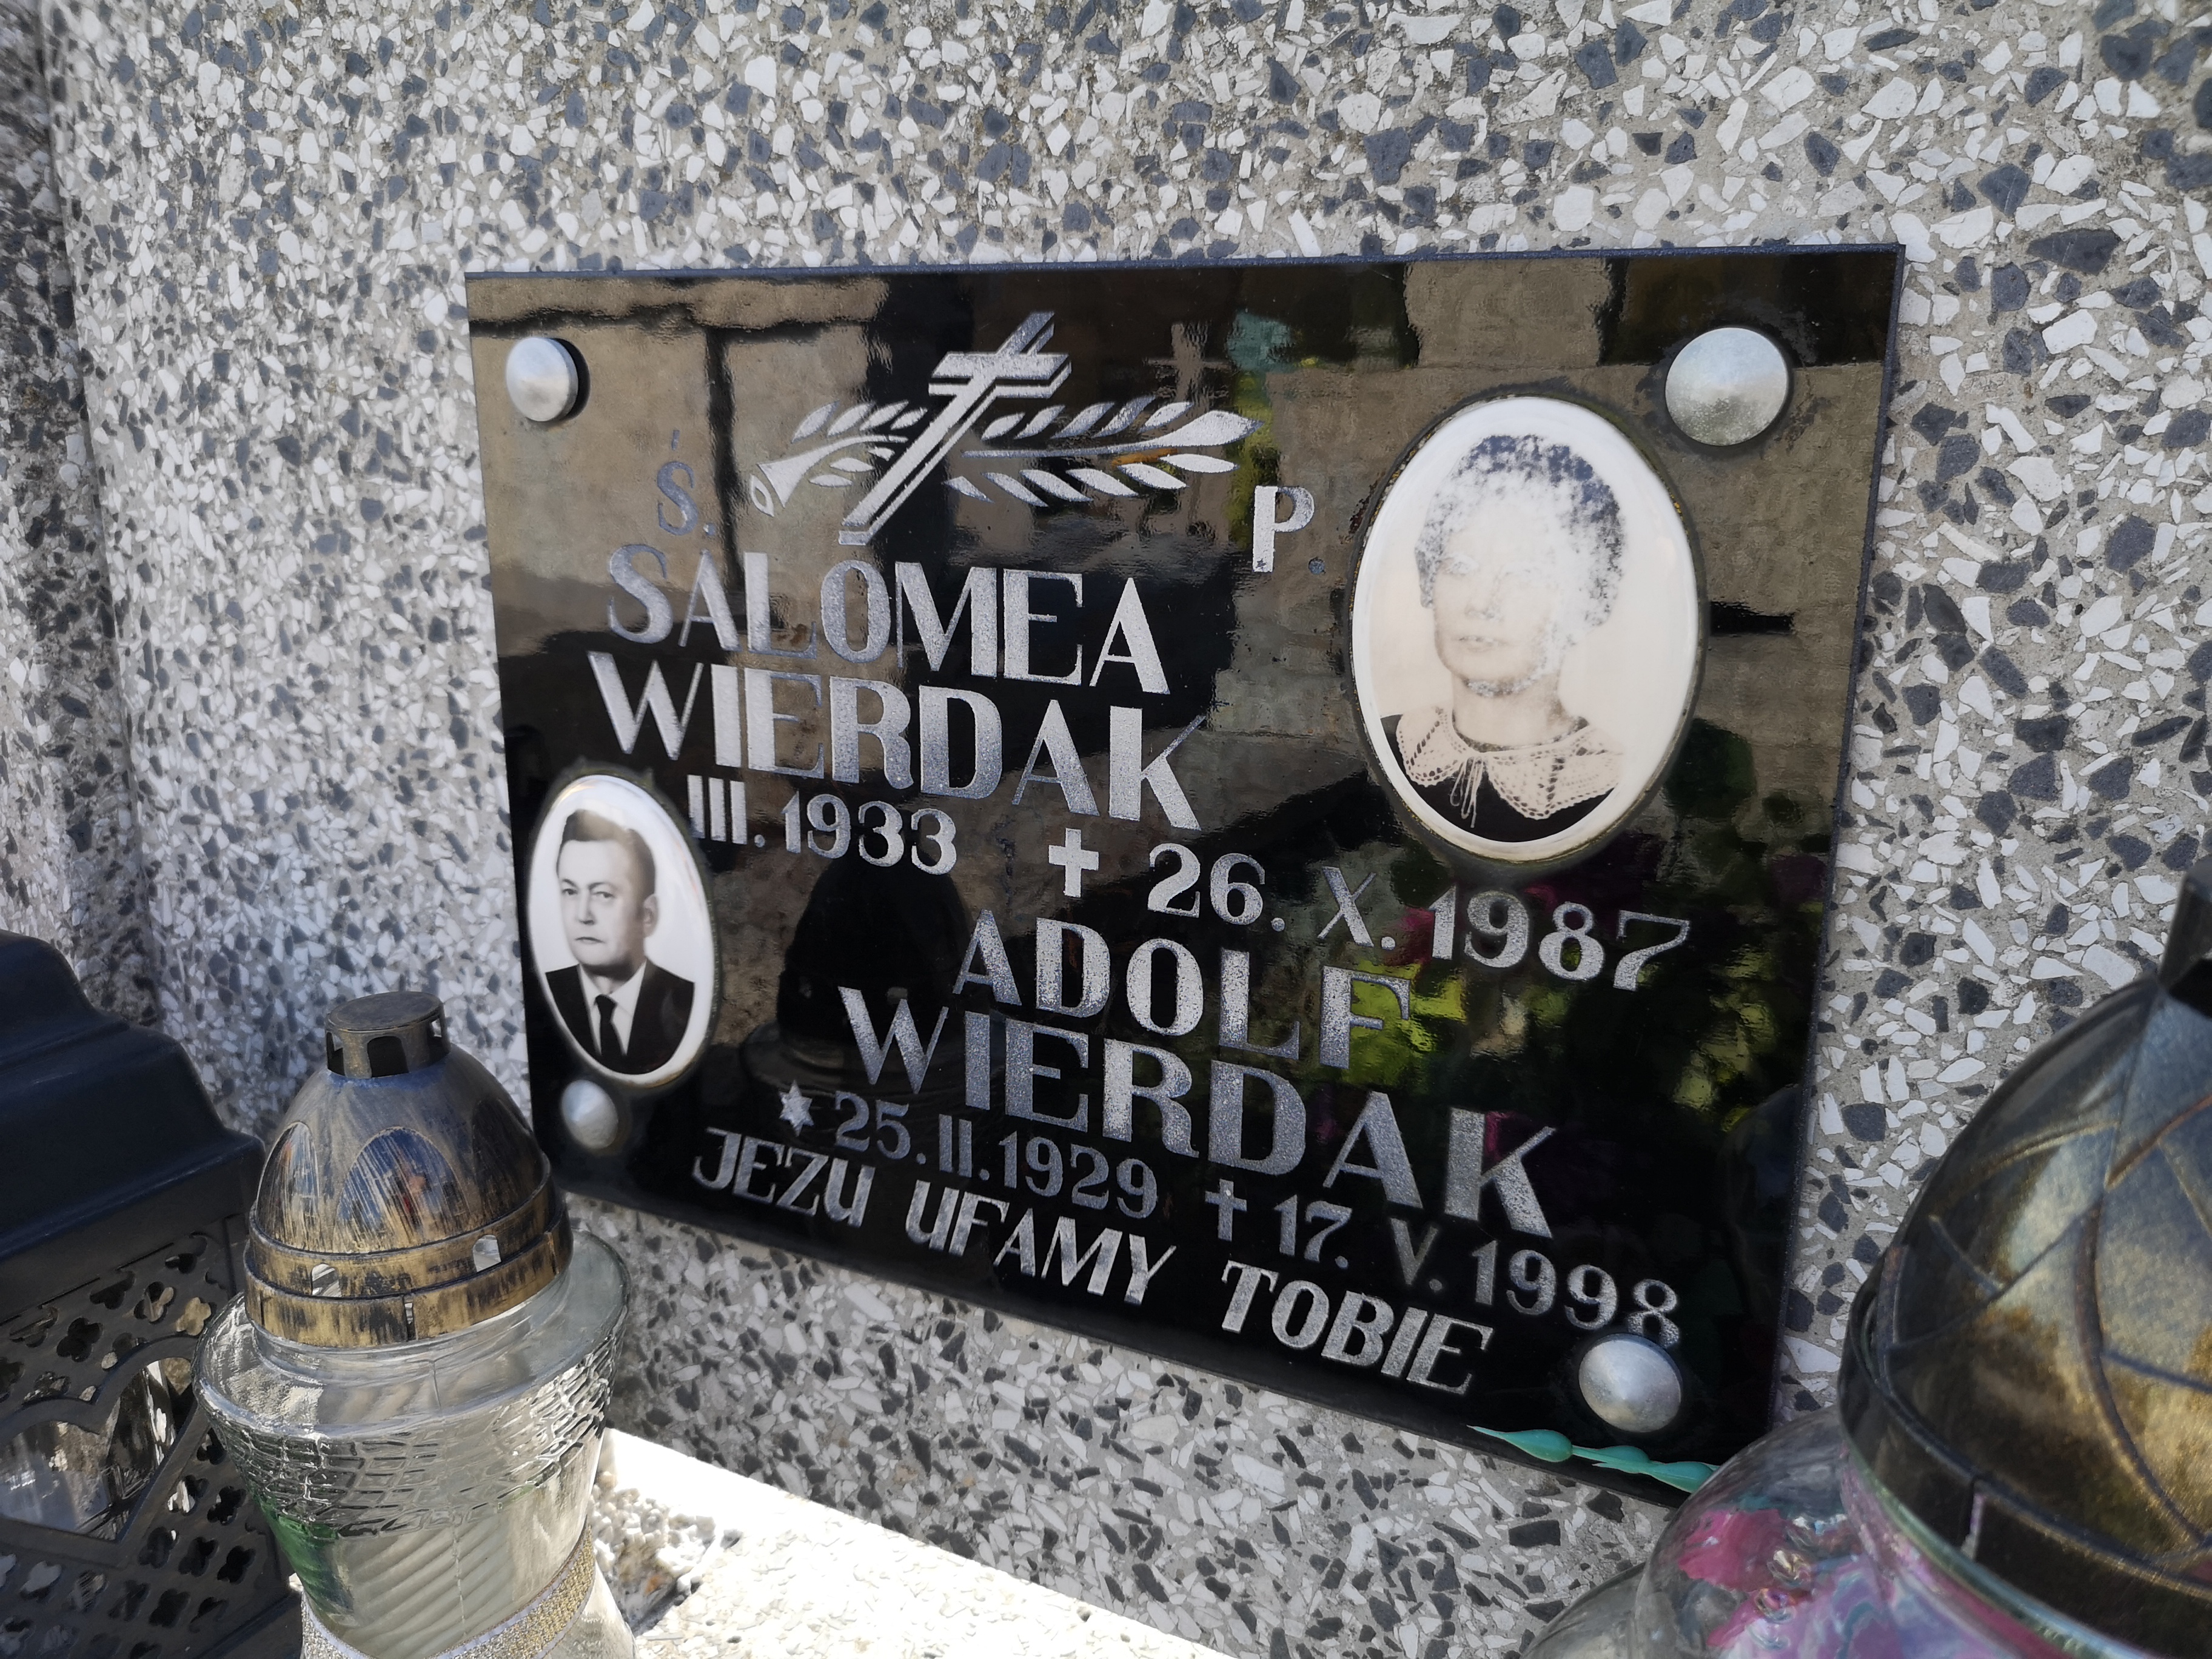 Ś. P.
SALOMEA
WIERDAK
III. 1933 ✝ 26. X. 1987
ADOLF
WIERDAK
✶ 25. II. 1929 ✝ 17. V. 1998
JEZU UFAMY TOBIE